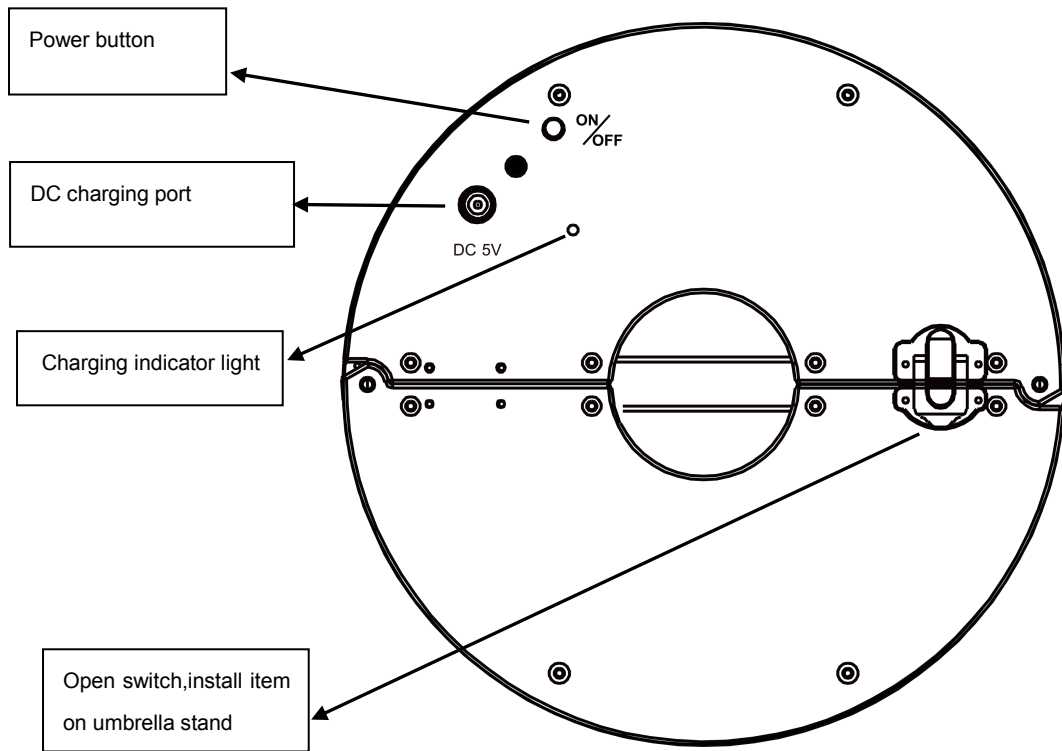 Power button
ON/OFF
DC charging port
DC 5V
Charging indicator light
Open switch,install item
on umbrella stand